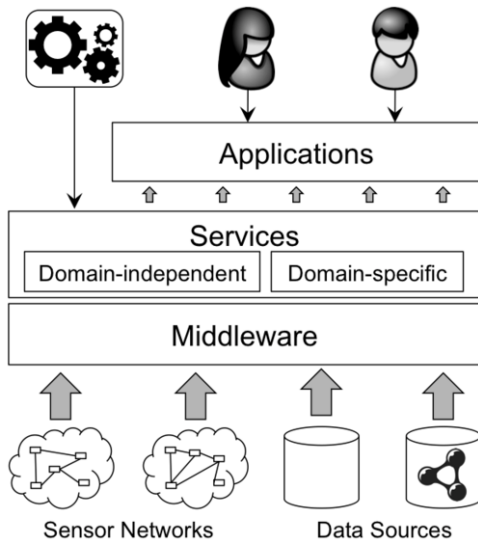 Applications
Services
Domain-independent Domain-specific
Middleware
Sensor Networks Data Sources